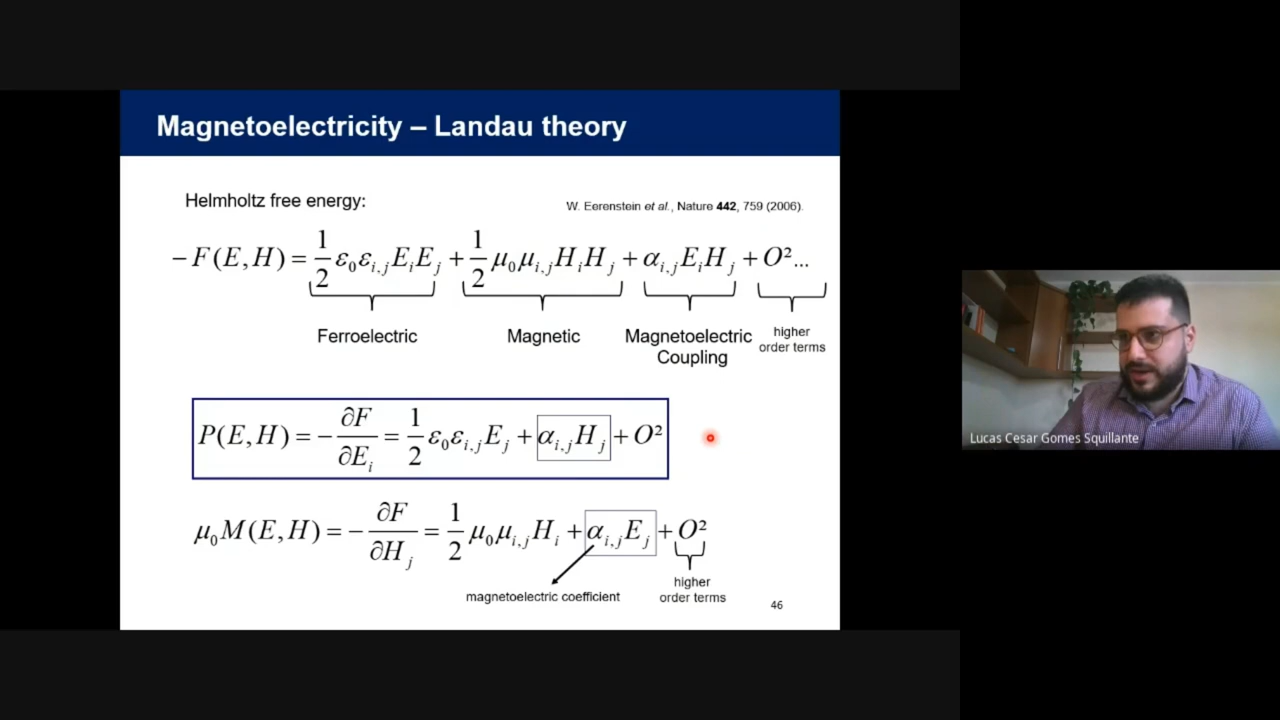 Magnetoelectricity – Landau theory
Helmholtz free energy:
W. Eerenstein et al., Nature 442, 759 (2006).
−F(E,H) = 1/2 ε₀ε_{i,j}E_iE_j + 1/2 μ₀μ_{i,j}H_iH_j + α_{i,j}E_iH_j + O²...
Ferroelectric
Magnetic
Magnetoelectric
Coupling
higher
order terms
P(E,H) = −∂F/∂E_i = 1/2 ε₀ε_{i,j}E_j + α_{i,j}H_j + O²
μ₀M(E,H) = −∂F/∂H_j = 1/2 μ₀μ_{i,j}H_i + α_{i,j}E_j + O²
magnetoelectric coefficient
higher
order terms
46
Lucas Cesar Gomes Squillante